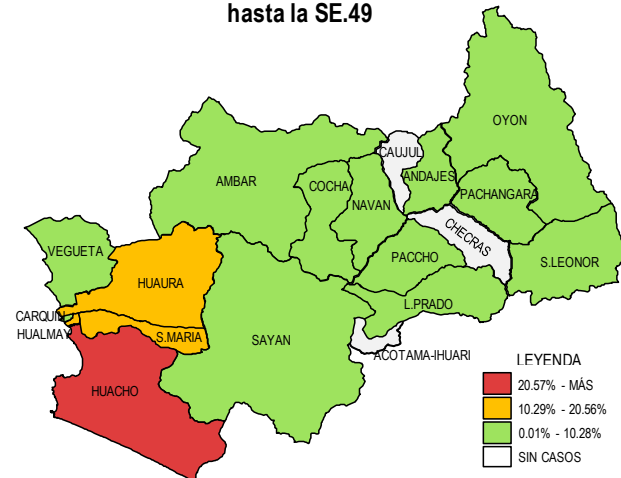 hasta la SE.49
OYON
CAUJUL
ANDAJES
AMBAR
COCHA
NAVAN
PACHANGARA
CHECRAS
VEGUETA
PACCHO
S.LEONOR
HUAURA
L.PRADO
CARQUIN
HUALMAY
S.MARIA
SAYAN
ACOTAMA-IHUARI
HUACHO
LEYENDA
20.57% - MÁS
10.29% - 20.56%
0.01% - 10.28%
SIN CASOS